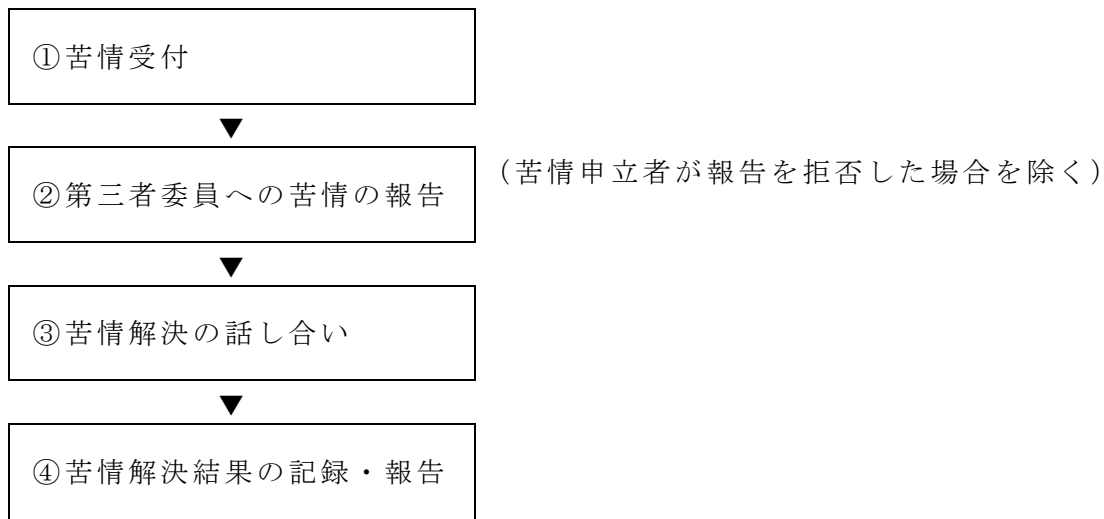 ①苦情受付
▼
②第三者委員への苦情の報告
(苦情申立者が報告を拒否した場合を除く)
▼
③苦情解決の話し合い
▼
④苦情解決結果の記録・報告